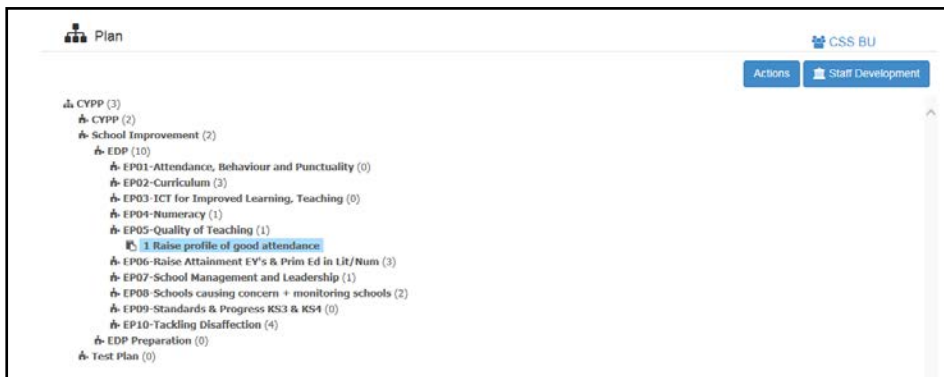 Plan
CSS BU
Actions
Staff Development
CYPP (3)
CYPP (2)
School Improvement (2)
EDP (10)
EP01-Attendance, Behaviour and Punctuality (0)
EP02-Curriculum (3)
EP03-ICT for Improved Learning, Teaching (0)
EP04-Numeracy (1)
EP05-Quality of Teaching (1)
1 Raise profile of good attendance
EP06-Raise Attainment EY's & Prim Ed in Lit/Num (3)
EP07-School Management and Leadership (1)
EP08-Schools causing concern + monitoring schools (2)
EP09-Standards & Progress KS3 & KS4 (0)
EP10-Tackling Disaffection (4)
EDP Preparation (0)
Test Plan (0)